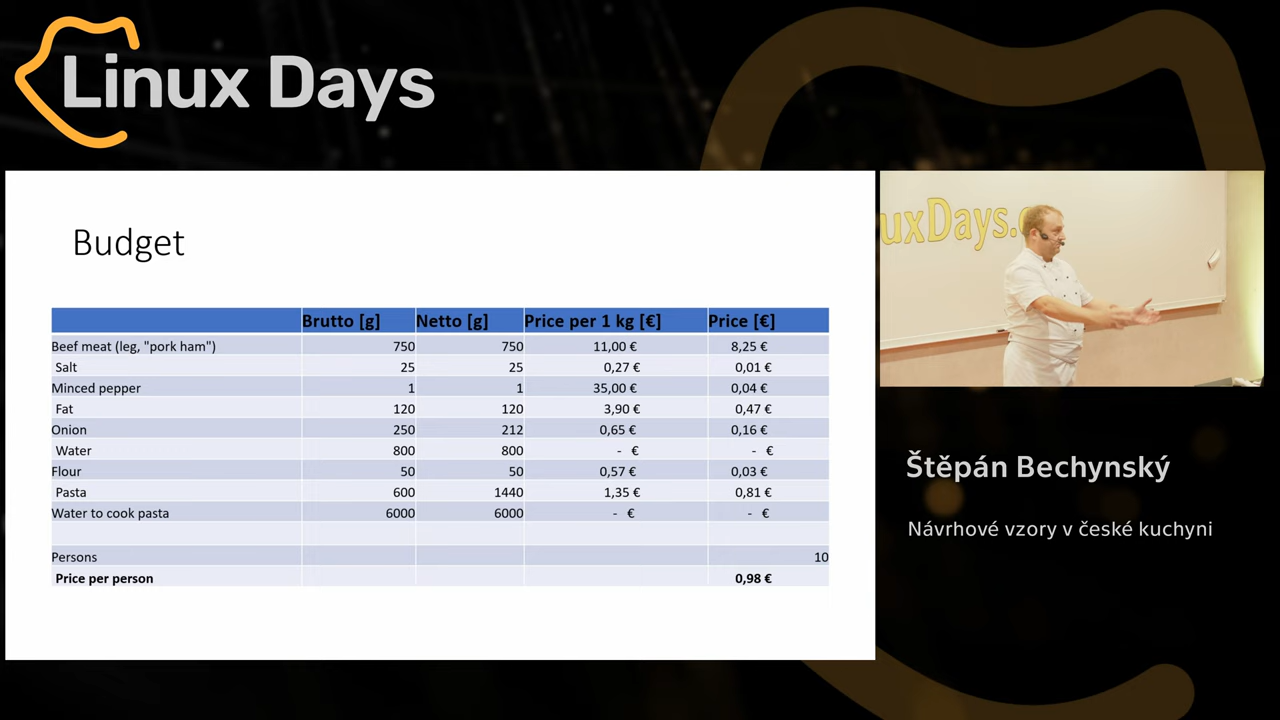 Linux Days
Budget
Brutto [g] Netto [g] Price per 1 kg [€] Price [€]
Beef meat (leg, "pork ham") 750 750 11,00 € 8,25 €
Salt 25 25 0,27 € 0,01 €
Minced pepper 1 1 35,00 € 0,04 €
Fat 120 120 3,90 € 0,47 €
Onion 250 212 0,65 € 0,16 €
Water 800 800 - € - €
Flour 50 50 0,57 € 0,03 €
Pasta 600 1440 1,35 € 0,81 €
Water to cook pasta 6000 6000 - € - €
Persons 10
Price per person 0,98 €
uxDays.c
Štěpán Bechynský
Návrhové vzory v české kuchyni